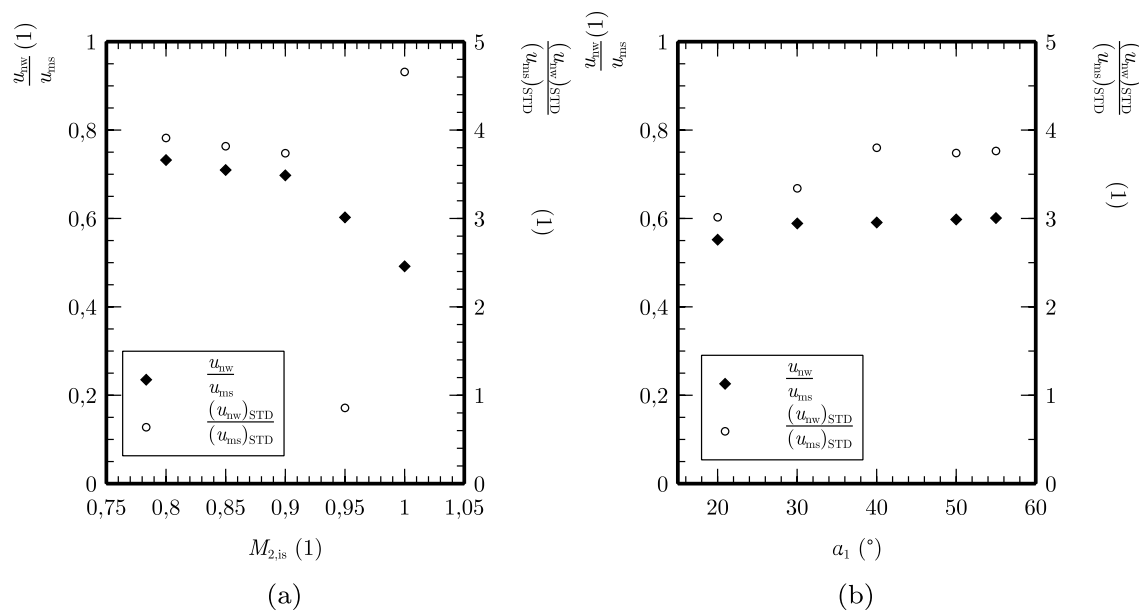 u_nw/u_ms (1)
1
0,8
0,6
0,4
0,2
0
0,75 0,8 0,85 0,9 0,95 1 1,05
M_2,is (1)
5
4
3
2
1
0
(u_nw)_STD/(u_ms)_STD (1)
u_nw/u_ms
(u_nw)_STD/(u_ms)_STD
(a)
u_nw/u_ms (1)
1
0,8
0,6
0,4
0,2
0
20 30 40 50 60
a_1 (°)
5
4
3
2
1
0
(u_nw)_STD/(u_ms)_STD (1)
u_nw/u_ms
(u_nw)_STD/(u_ms)_STD
(b)